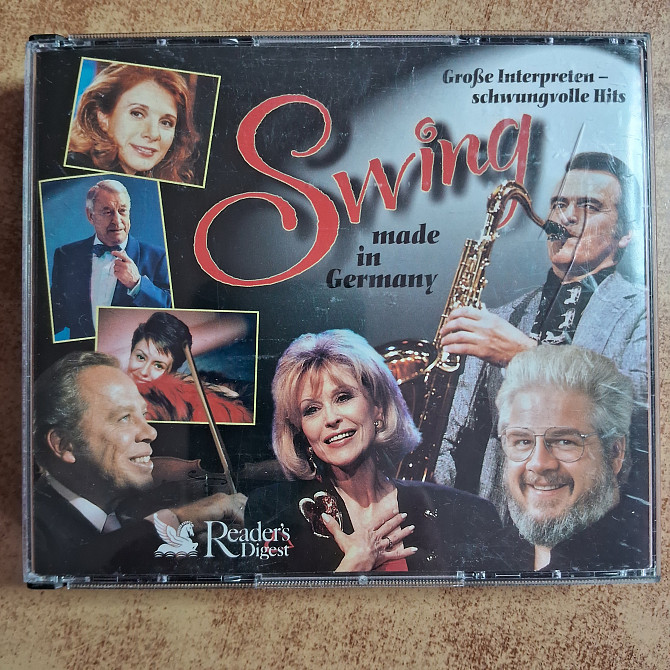 Große Interpreten –
schwungvolle Hits
Swing
made
in
Germany
Reader's
Digest